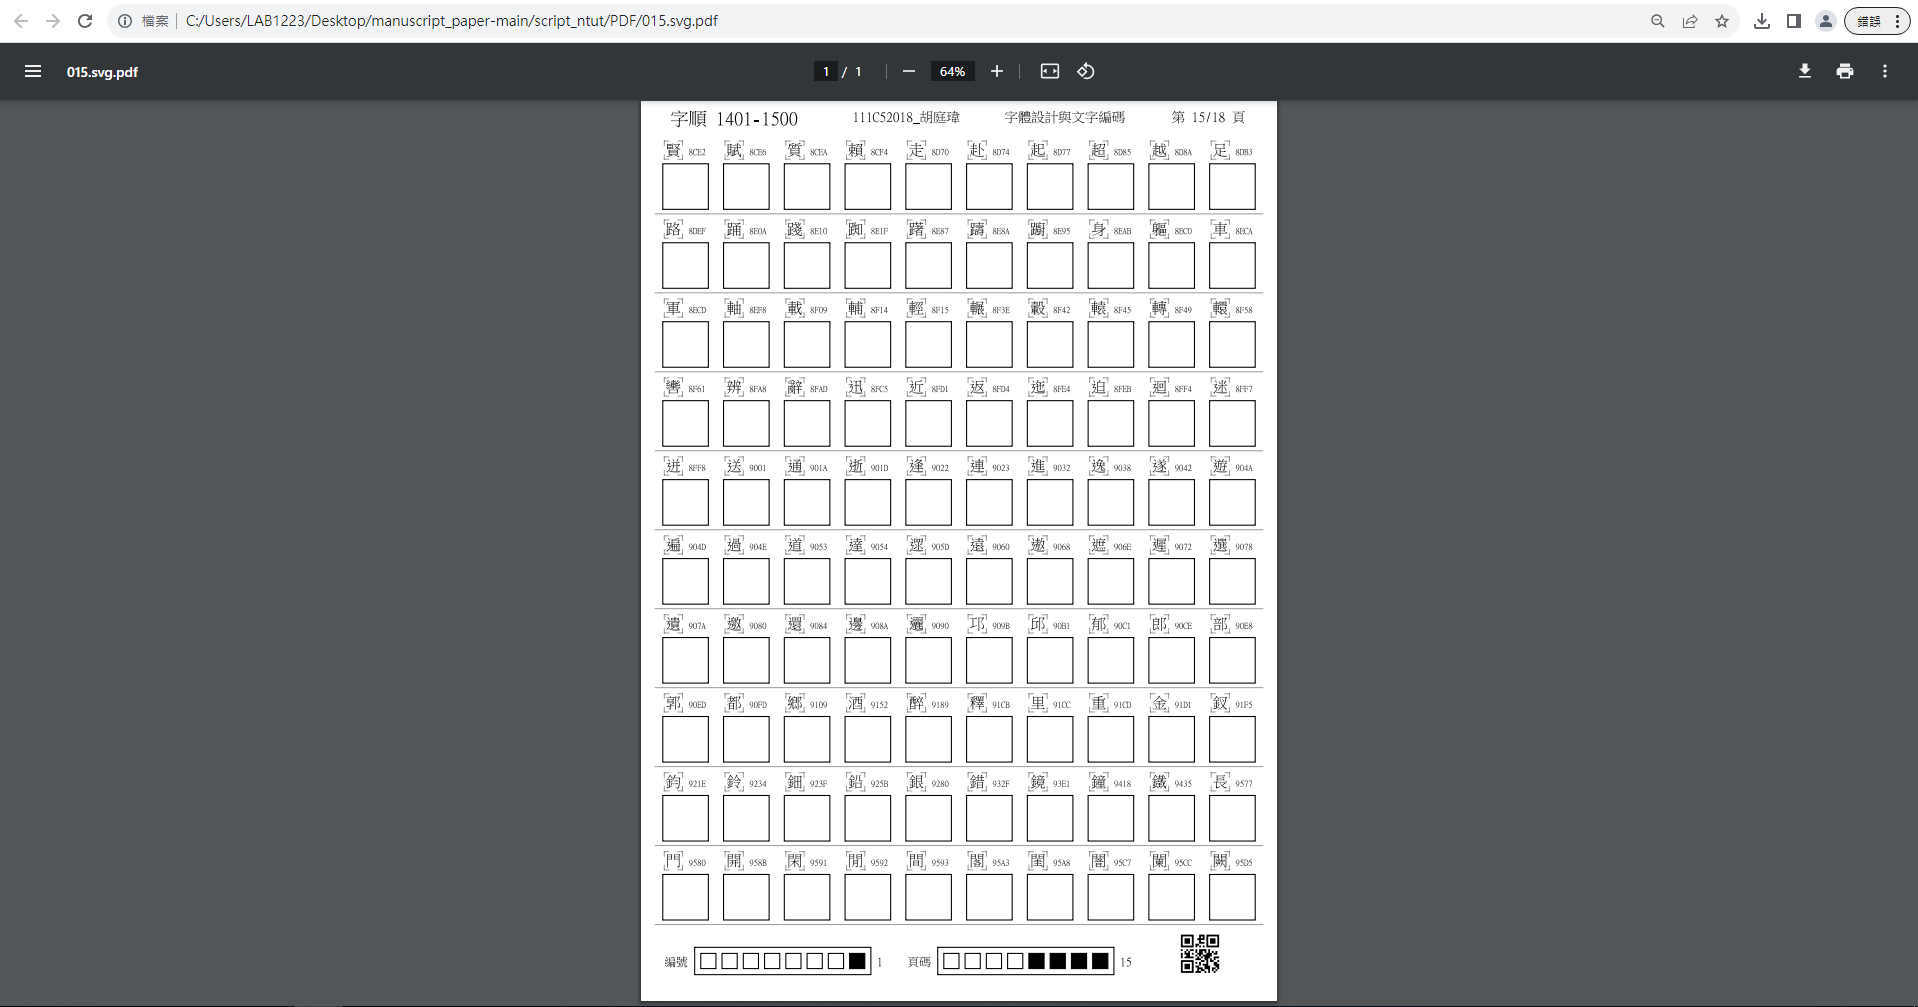 檔案 C:/Users/LAB1223/Desktop/manuscript_paper-main/script_ntut/PDF/015.svg.pdf 錯誤
015.svg.pdf 1 / 1 64%
字順 1401-1500 111C52018_胡庭瑋 字體設計與文字編碼 第 15/18 頁
賢 8CE2 賦 8CE6 質 8CEA 賴 8CF4 走 8D70 赴 8D74 起 8D77 超 8D85 越 8D8A 足 8DB3
路 8DEF 踊 8E0A 踐 8E10 踟 8E1F 躇 8E87 躊 8E8A 躕 8E95 身 8EAB 軀 8EC0 車 8ECA
軍 8ECD 軸 8EF8 載 8F09 輔 8F14 輕 8F15 輾 8F3E 轂 8F42 轅 8F45 轉 8F49 轘 8F58
轡 8F61 辨 8FA8 辭 8FAD 迅 8FC5 近 8FD1 返 8FD4 迤 8FE4 迫 8FEB 迴 8FF4 迷 8FF7
迸 8FF8 送 9001 通 901A 逝 901D 逢 9022 連 9023 進 9032 逸 9038 遂 9042 遊 904A
遍 904D 過 904E 道 9053 達 9054 遝 905D 遠 9060 遨 9068 遮 906E 遲 9072 選 9078
遺 907A 邀 9080 還 9084 邊 908A 邐 9090 邛 909B 邱 90B1 郁 90C1 郎 90CE 部 90E8
郭 90ED 都 90FD 鄉 9109 酒 9152 醉 9189 釋 91CB 里 91CC 重 91CD 金 91D1 釵 91F5
鈞 921E 鈴 9234 鈿 923F 鉛 925B 銀 9280 錯 932F 鏡 93E1 鐘 9418 鐵 9435 長 9577
門 9580 開 958B 閑 9591 閒 9592 間 9593 閣 95A3 閨 95A8 闇 95C7 闌 95CC 闕 95D5
編號 1 頁碼 15